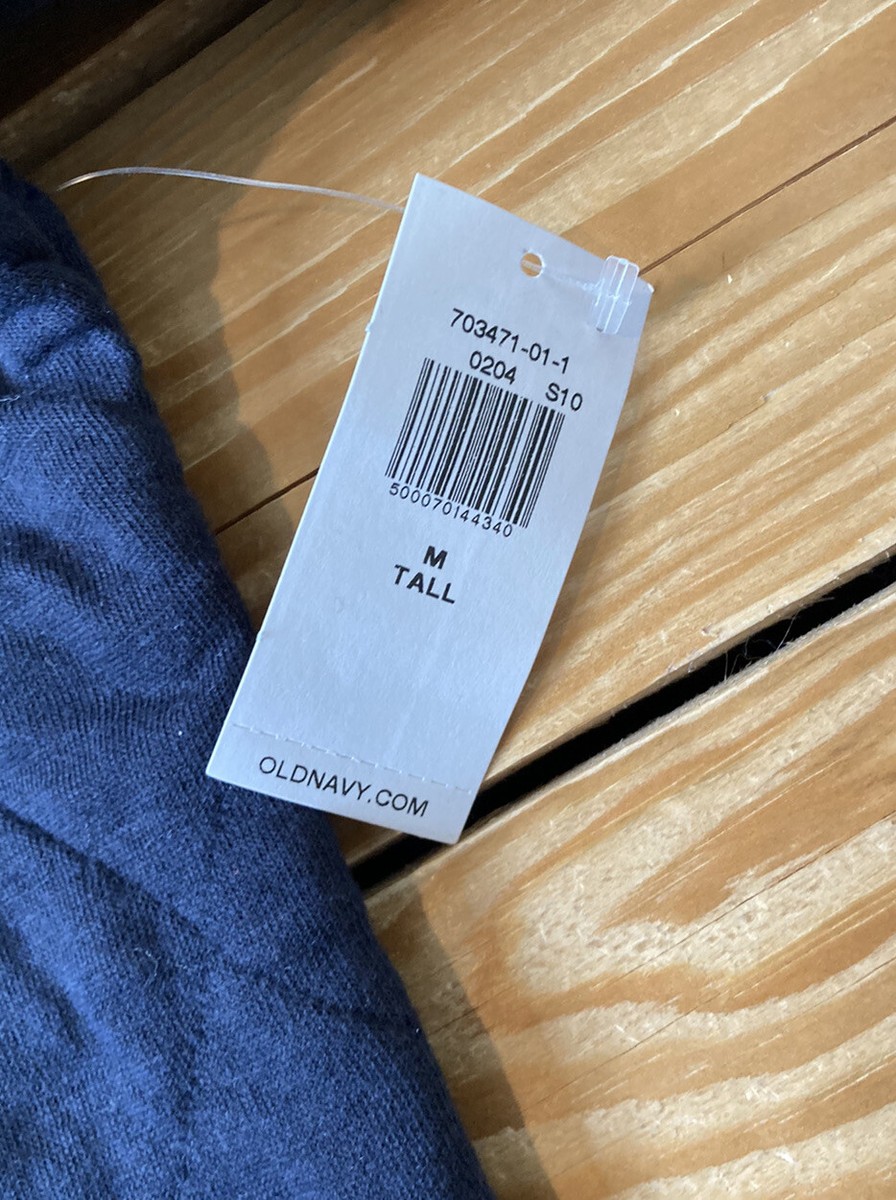 703471-01-1
0204 S10
500070144340
M
TALL
OLDNAVY.COM